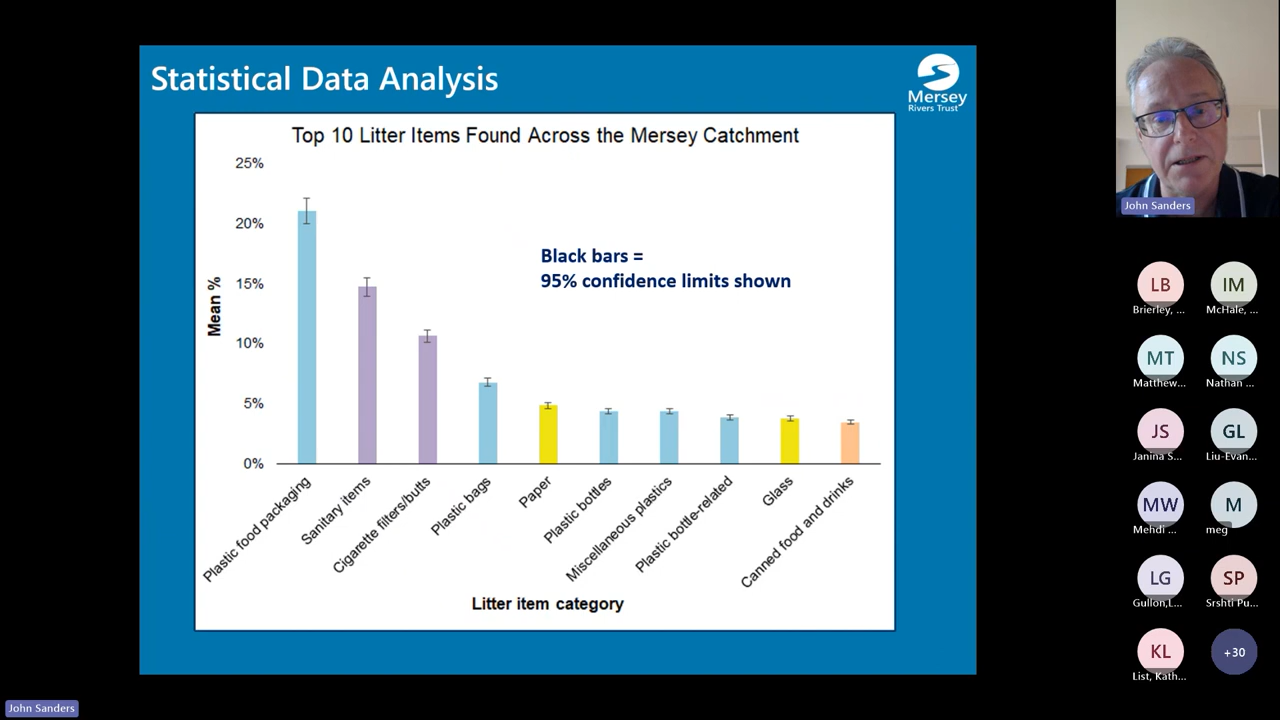 Statistical Data Analysis
Mersey
Rivers Trust
Top 10 Litter Items Found Across the Mersey Catchment
25%
20%
15%
10%
5%
0%
Mean %
Black bars =
95% confidence limits shown
Plastic food packaging
Sanitary items
Cigarette filters/butts
Plastic bags
Paper
Plastic bottles
Miscellaneous plastics
Plastic bottle-related
Glass
Canned food and drinks
Litter item category
John Sanders
LB
IM
Brierley, ...
McHale, ...
MT
NS
Matthew...
Nathan ...
JS
GL
Janina S...
Liu-Evan...
MW
M
Mehdi ...
meg
LG
SP
Gullon,L...
Srshti Pu...
KL
+30
List, Kath...
John Sanders